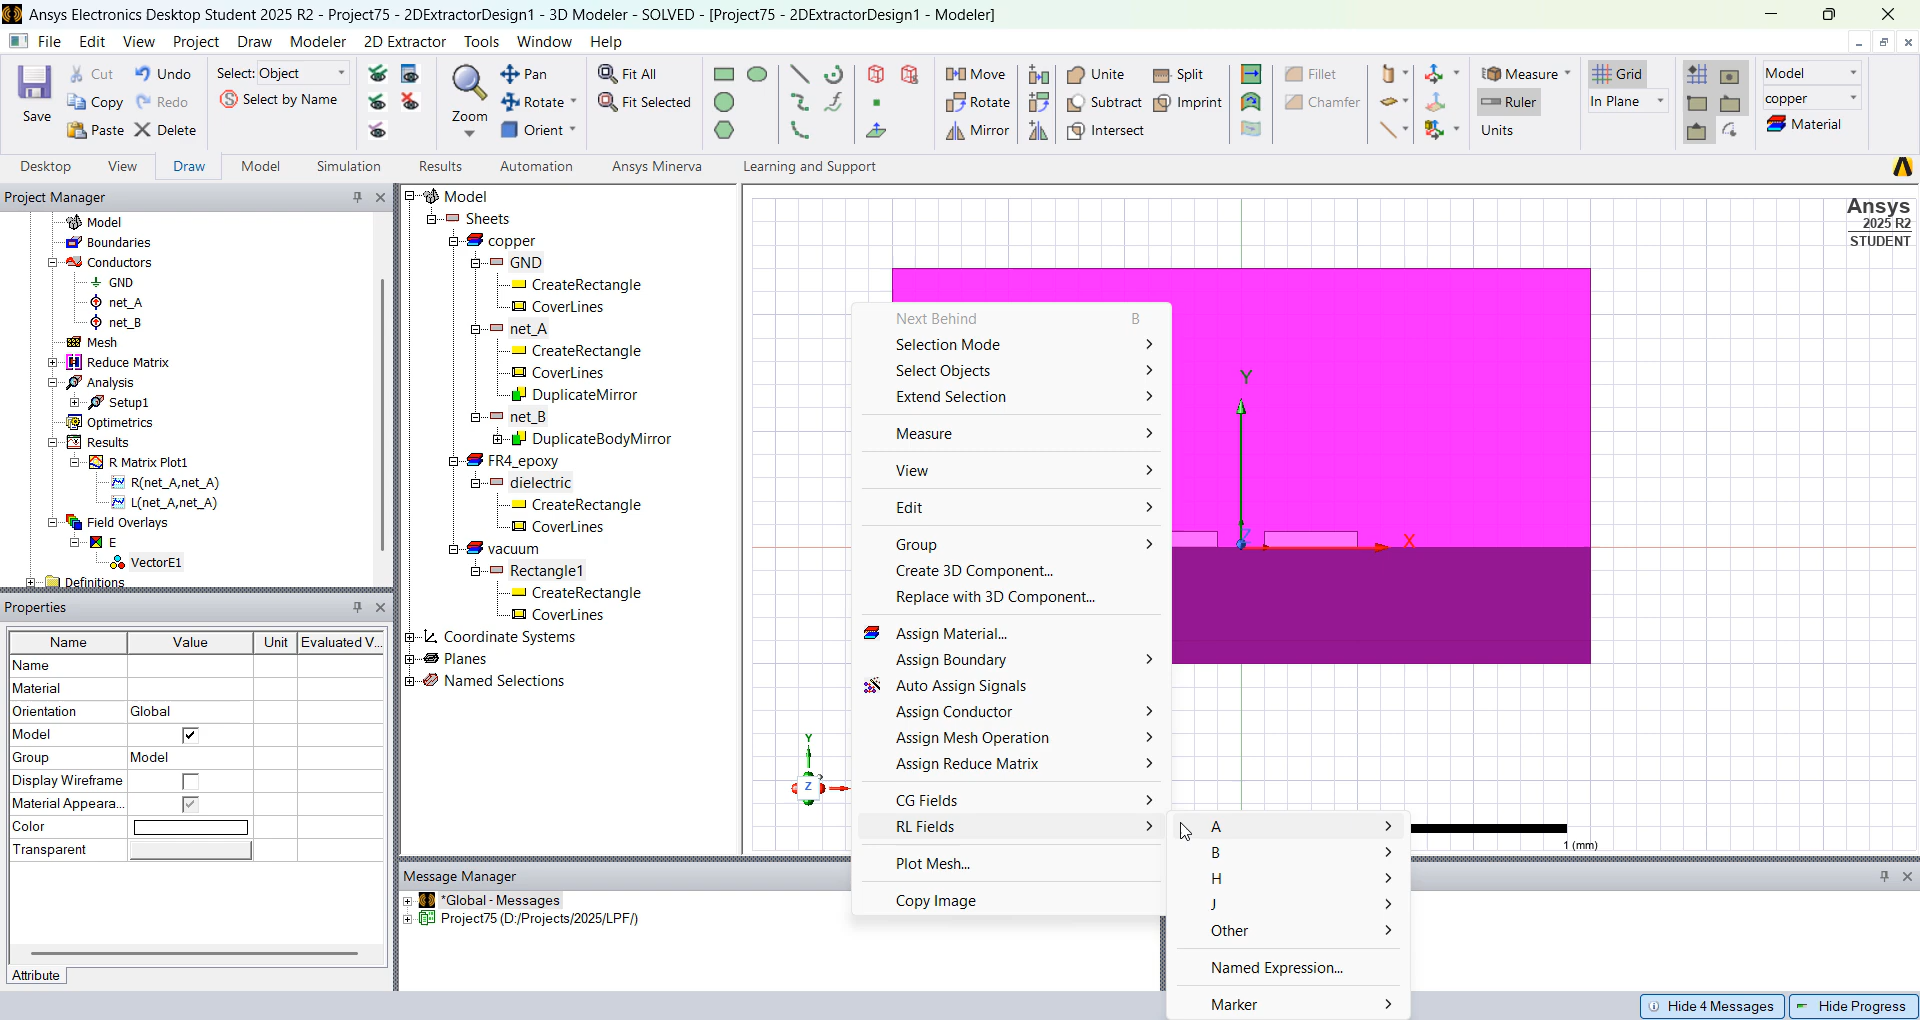 Ansys Electronics Desktop Student 2025 R2 - Project75 - 2DExtractorDesign1 - 3D Modeler - SOLVED - [Project75 - 2DExtractorDesign1 - Modeler]
File Edit View Project Draw Modeler 2D Extractor Tools Window Help
Save
Cut
Copy
Paste
Undo
Redo
Delete
Select: Object
Select by Name
Zoom
Pan
Rotate
Orient
Fit All
Fit Selected
Move
Rotate
Mirror
Unite
Subtract
Intersect
Split
Imprint
Fillet
Chamfer
Measure
Ruler
Units
Grid
In Plane
Model
copper
Material
Desktop View Draw Model Simulation Results Automation Ansys Minerva Learning and Support
Project Manager
Model
Boundaries
Conductors
GND
net_A
net_B
Mesh
Reduce Matrix
Analysis
Setup1
Optimetrics
Results
R Matrix Plot1
R(net_A,net_A)
L(net_A,net_A)
Field Overlays
E
VectorE1
Definitions
Properties
Name Value Unit Evaluated V...
Name
Material
Orientation Global
Model
Group Model
Display Wireframe
Material Appeara...
Color
Transparent
Attribute
Model
Sheets
copper
GND
CreateRectangle
CoverLines
net_A
CreateRectangle
CoverLines
DuplicateMirror
net_B
DuplicateBodyMirror
FR4_epoxy
dielectric
CreateRectangle
CoverLines
vacuum
Rectangle1
CreateRectangle
CoverLines
Coordinate Systems
Planes
Named Selections
Ansys
2025 R2
STUDENT
Y
X
Z
Y
Z
1 (mm)
Next Behind B
Selection Mode
Select Objects
Extend Selection
Measure
View
Edit
Group
Create 3D Component...
Replace with 3D Component...
Assign Material...
Assign Boundary
Auto Assign Signals
Assign Conductor
Assign Mesh Operation
Assign Reduce Matrix
CG Fields
RL Fields
Plot Mesh...
Copy Image
A
B
H
J
Other
Named Expression...
Marker
Message Manager
*Global - Messages
Project75 (D:/Projects/2025/LPF/)
Hide 4 Messages
Hide Progress